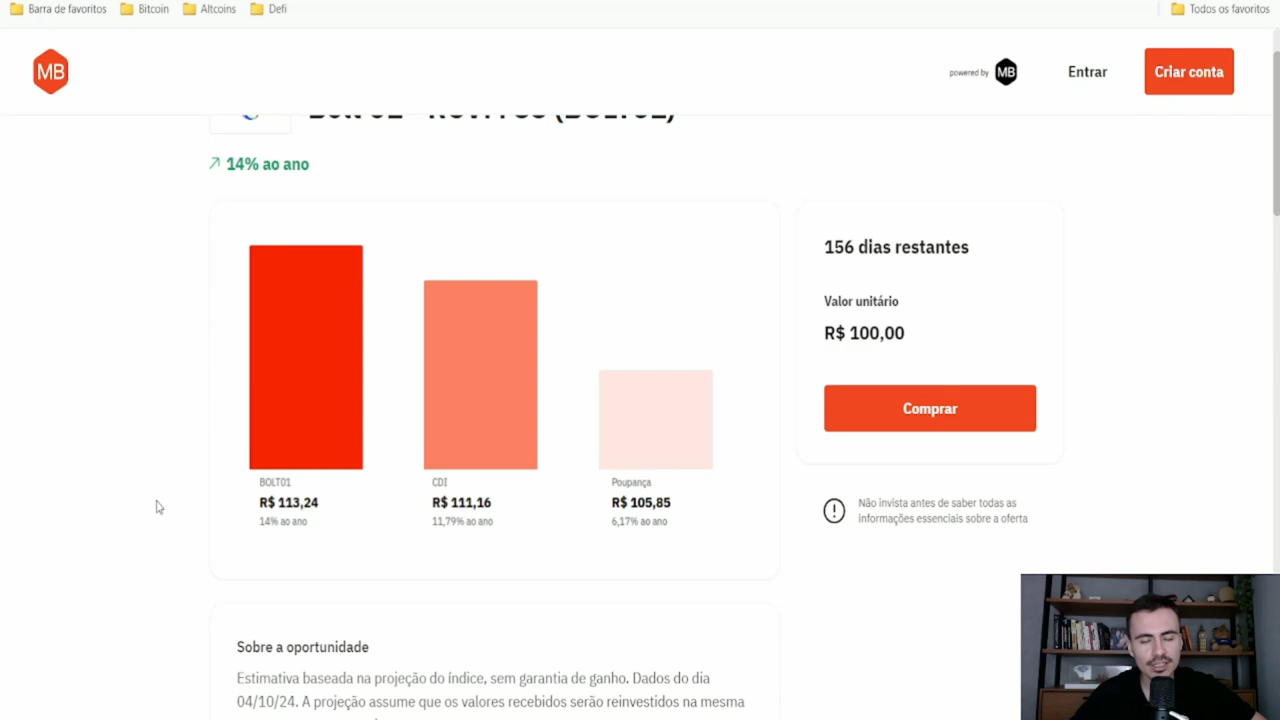 Barra de favoritos
Bitcoin
Altcoins
Defi
Todos os favoritos
MB
powered by MB
Entrar
Criar conta
14% ao ano
156 dias restantes
Valor unitário
R$ 100,00
Comprar
BOLT01
R$ 113,24
14% ao ano
CDI
R$ 111,16
11,79% ao ano
Poupança
R$ 105,85
6,17% ao ano
Não invista antes de saber todas as
informações essenciais sobre a oferta
Sobre a oportunidade
Estimativa baseada na projeção do índice, sem garantia de ganho. Dados do dia
04/10/24. A projeção assume que os valores recebidos serão reinvestidos na mesma